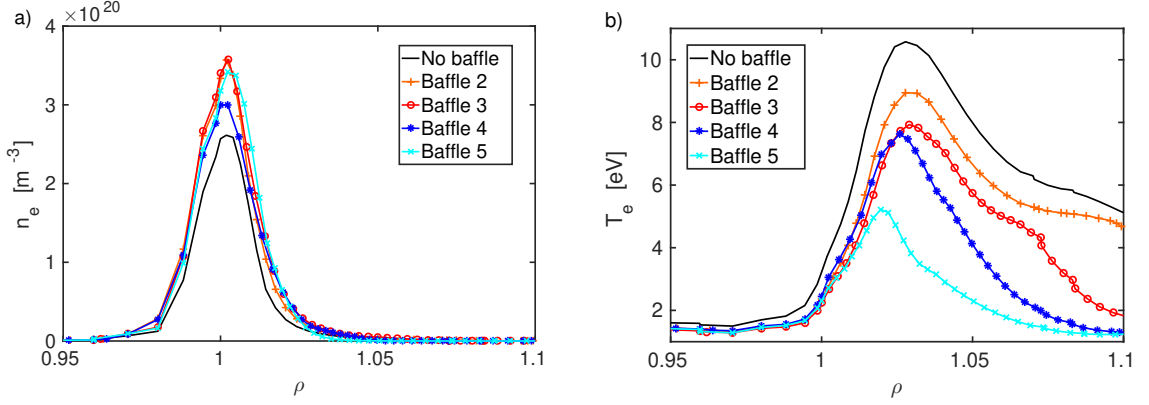 a)
×10^20
4
3
2
1
0
n_e [m^-3]
0.95
1
1.05
1.1
ρ
No baffle
Baffle 2
Baffle 3
Baffle 4
Baffle 5
b)
10
8
6
4
2
T_e [eV]
0.95
1
1.05
1.1
ρ
No baffle
Baffle 2
Baffle 3
Baffle 4
Baffle 5